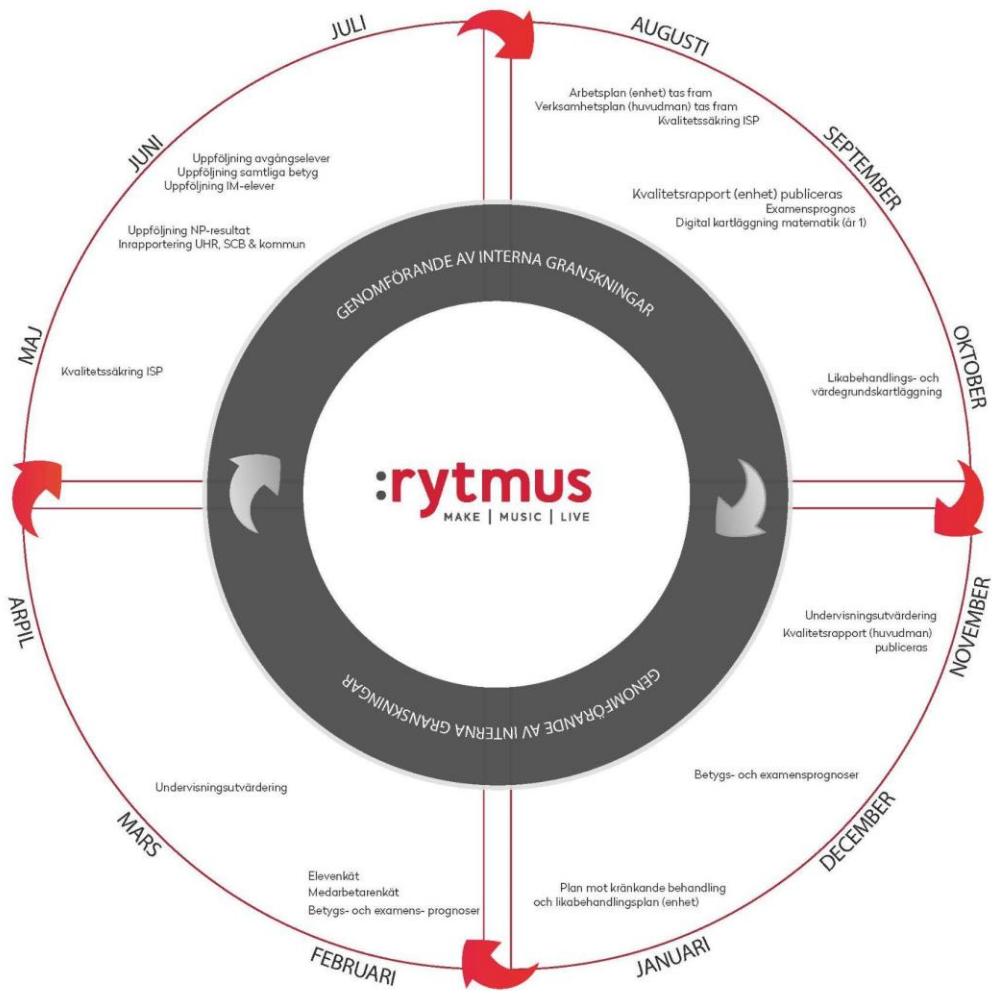 JULI
AUGUSTI
Arbetsplan (enhet) tas fram
Verksamhetsplan (huvudman) tas fram
Kvalitetssäkring ISP
SEPTEMBER
Kvalitetsrapport (enhet) publiceras
Examensprognos
Digital kartläggning matematik (år 1)
OKTOBER
Likabehandlings- och
värdegrundskartläggning
NOVEMBER
Undervisningsutvärdering
Kvalitetsrapport (huvudman)
publiceras
DECEMBER
Betygs- och examensprognoser
JANUARI
Plan mot kränkande behandling
och likabehandlingsplan (enhet)
FEBRUARI
Elevenkät
Medarbetarenkät
Betygs- och examens- prognoser
MARS
Undervisningsutvärdering
ARPIL
MAJ
Kvalitetssäkring ISP
JUNI
Uppföljning avgångselever
Uppföljning samtliga betyg
Uppföljning IM-elever
Uppföljning NP-resultat
Inrapportering UHR, SCB & kommun
GENOMFÖRANDE AV INTERNA GRANSKNINGAR
:rytmus
MAKE | MUSIC | LIVE
GENOMFÖRANDE AV INTERNA GRANSKNINGAR